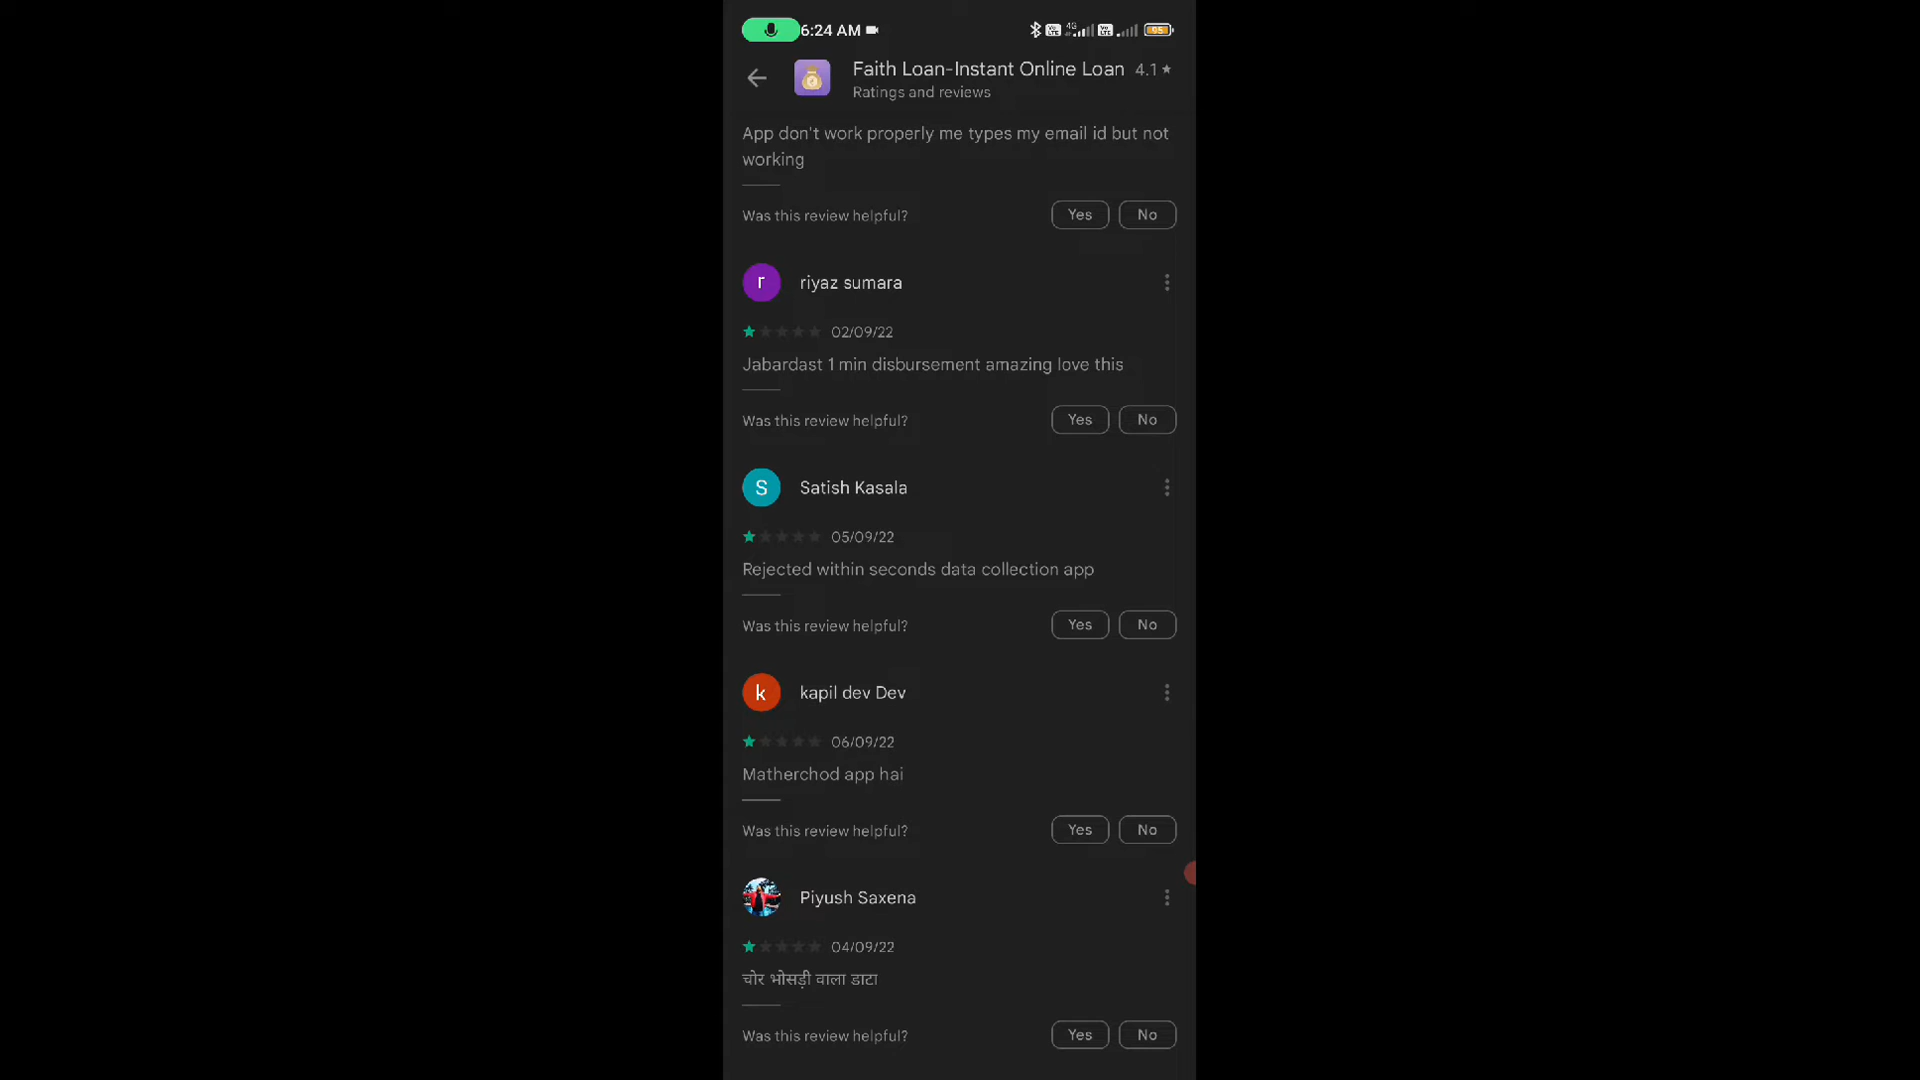 6:24 AM
4G
95
Faith Loan-Instant Online Loan 4.1★
Ratings and reviews
App don't work properly me types my email id but not
working
Was this review helpful? Yes No
r riyaz sumara
02/09/22
Jabardast 1 min disbursement amazing love this
Was this review helpful? Yes No
S Satish Kasala
05/09/22
Rejected within seconds data collection app
Was this review helpful? Yes No
k kapil dev Dev
06/09/22
Matherchod app hai
Was this review helpful? Yes No
Piyush Saxena
04/09/22
चोर भोसड़ी वाला डाटा
Was this review helpful? Yes No